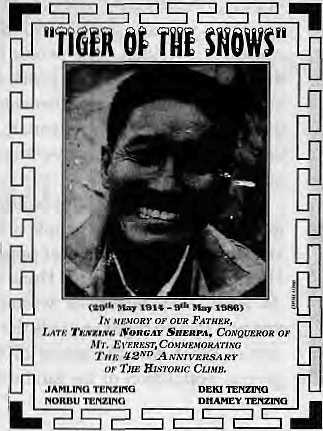 "TIGER OF THE SNOWS"
(29th May 1914 - 9th May 1986)
IN MEMORY OF OUR FATHER,
LATE TENZING NORGAY SHERPA, CONQUEROR OF
MT. EVEREST, COMMEMORATING
THE 42ND ANNIVERSARY
OF THE HISTORIC CLIMB.
JAMLING TENZING DEKI TENZING
NORBU TENZING DHAMEY TENZING